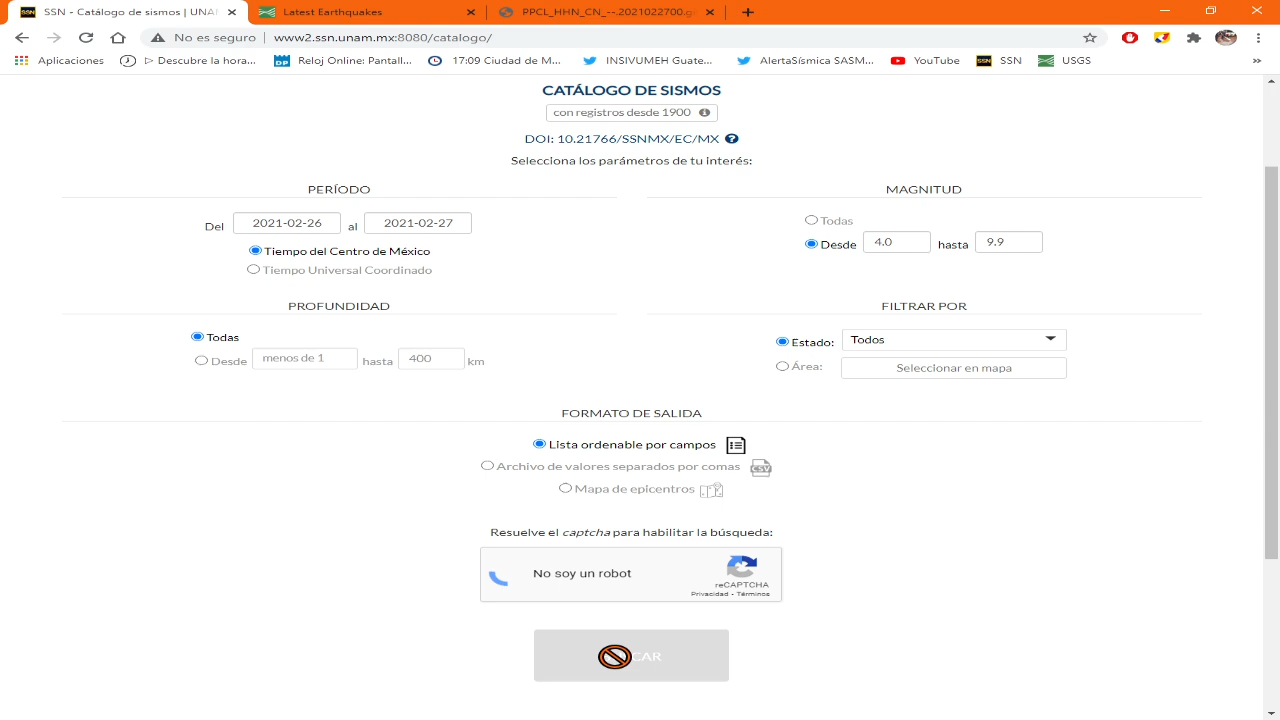 SSN - Catálogo de sismos | UNA
Latest Earthquakes
PPCL_HHN_CN_--.2021022700.gi
No es seguro | www2.ssn.unam.mx:8080/catalogo/
Aplicaciones
⊳ Descubre la hora...
Reloj Online: Pantall...
17:09 Ciudad de M...
INSIVUMEH Guate...
AlertaSísmica SASM...
YouTube
SSN
USGS
»
CATÁLOGO DE SISMOS
con registros desde 1900
DOI: 10.21766/SSNMX/EC/MX
Selecciona los parámetros de tu interés:
PERÍODO
Del 2021-02-26 al 2021-02-27
Tiempo del Centro de México
Tiempo Universal Coordinado
MAGNITUD
Todas
Desde 4.0 hasta 9.9
PROFUNDIDAD
Todas
Desde menos de 1 hasta 400 km
FILTRAR POR
Estado: Todos
Área: Seleccionar en mapa
FORMATO DE SALIDA
Lista ordenable por campos
Archivo de valores separados por comas CSV
Mapa de epicentros
Resuelve el captcha para habilitar la búsqueda:
No soy un robot
reCAPTCHA
Privacidad - Términos
CAR